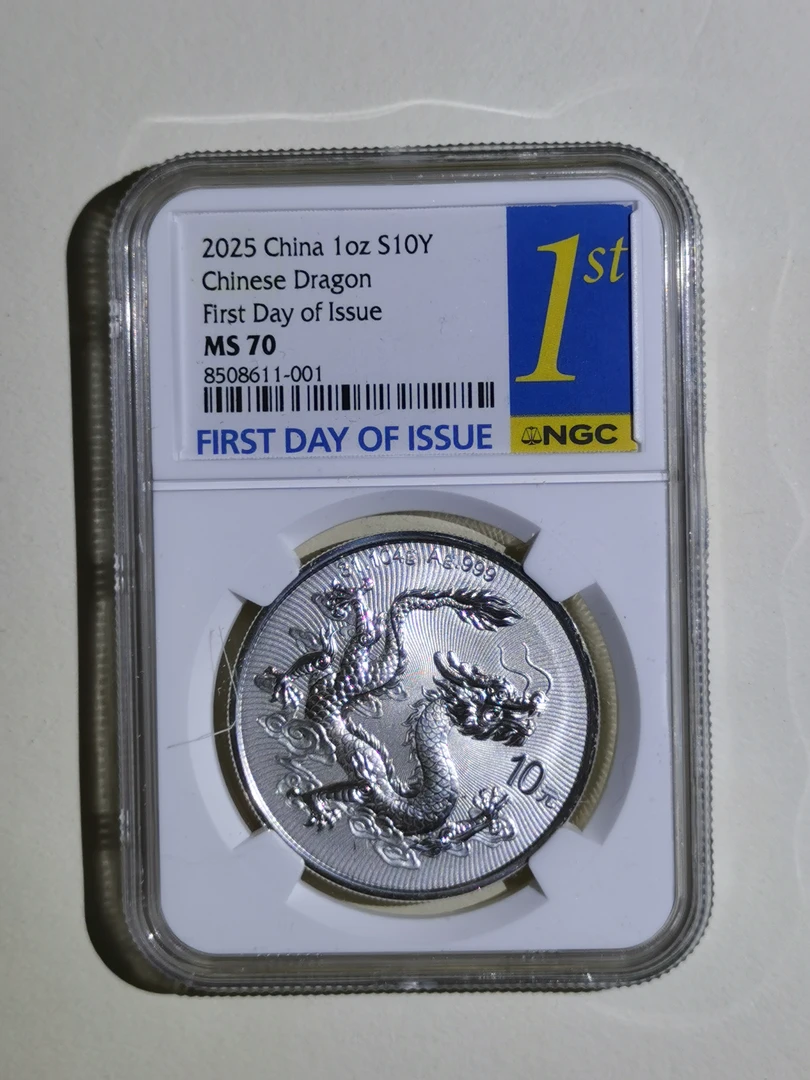 2025 China 1oz S10Y
Chinese Dragon
First Day of Issue
MS 70
8508611-001
FIRST DAY OF ISSUE
1st
NGC
31.104g Ag.999
10元